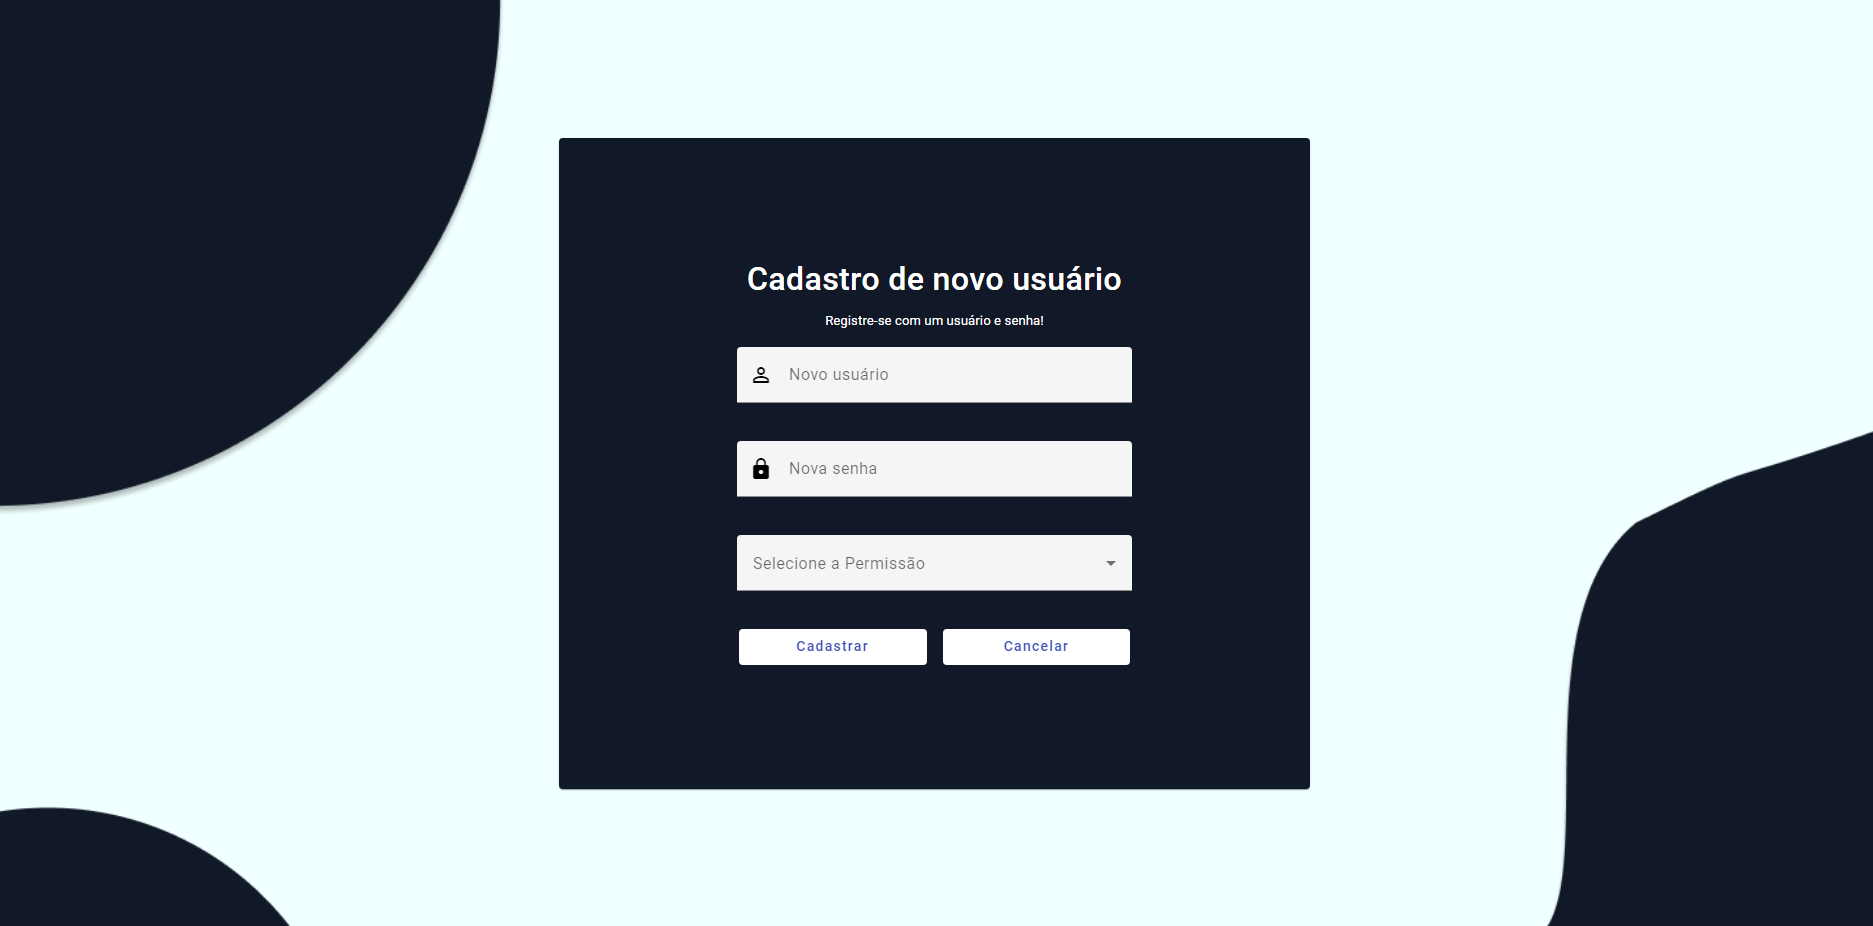 Cadastro de novo usuário
Registre-se com um usuário e senha!
Novo usuário
Nova senha
Selecione a Permissão
Cadastrar
Cancelar